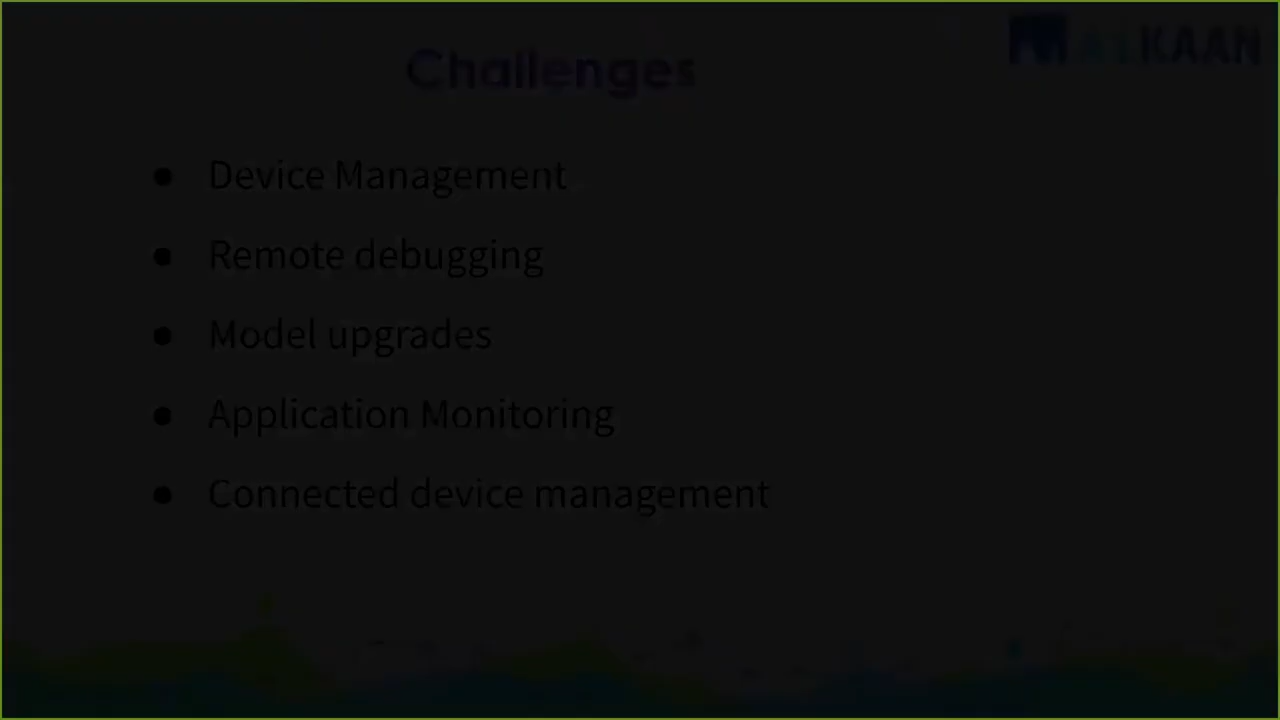 Challenges
● Device Management
● Remote debugging
● Model upgrades
● Application Monitoring
● Connected device management